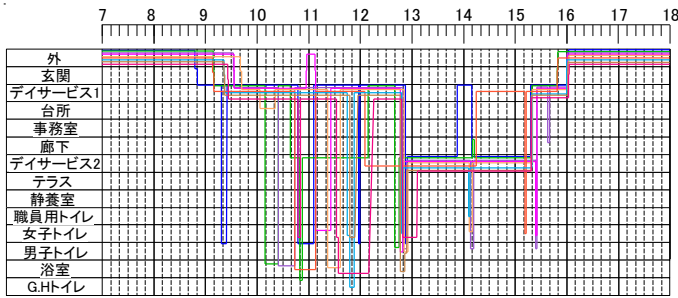 7 8 9 10 11 12 13 14 15 16 17 18
外
玄関
デイサービス1
台所
事務室
廊下
デイサービス2
テラス
静養室
職員用トイレ
女子トイレ
男子トイレ
浴室
G.Hトイレ